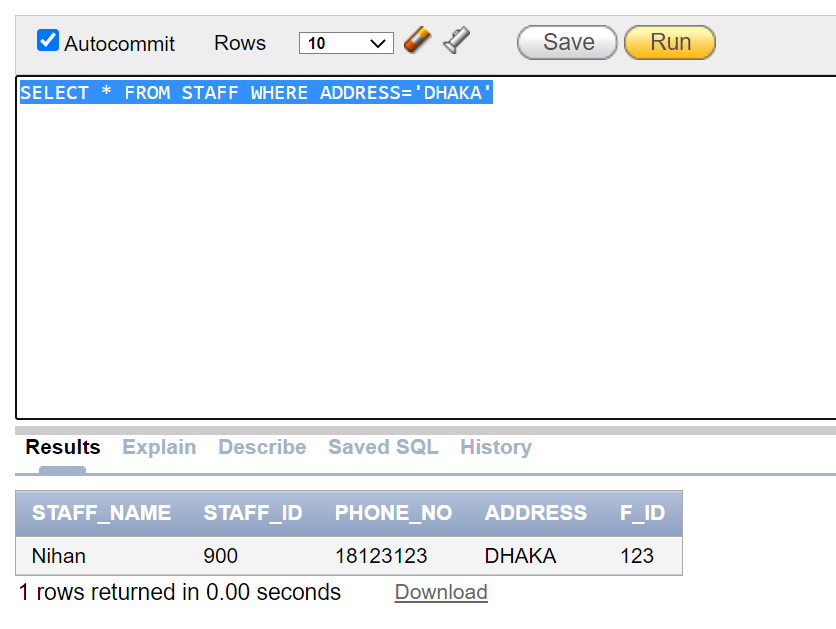 Autocommit Rows 10 Save Run
SELECT * FROM STAFF WHERE ADDRESS='DHAKA'
Results Explain Describe Saved SQL History
STAFF_NAME STAFF_ID PHONE_NO ADDRESS F_ID
Nihan 900 18123123 DHAKA 123
1 rows returned in 0.00 seconds Download